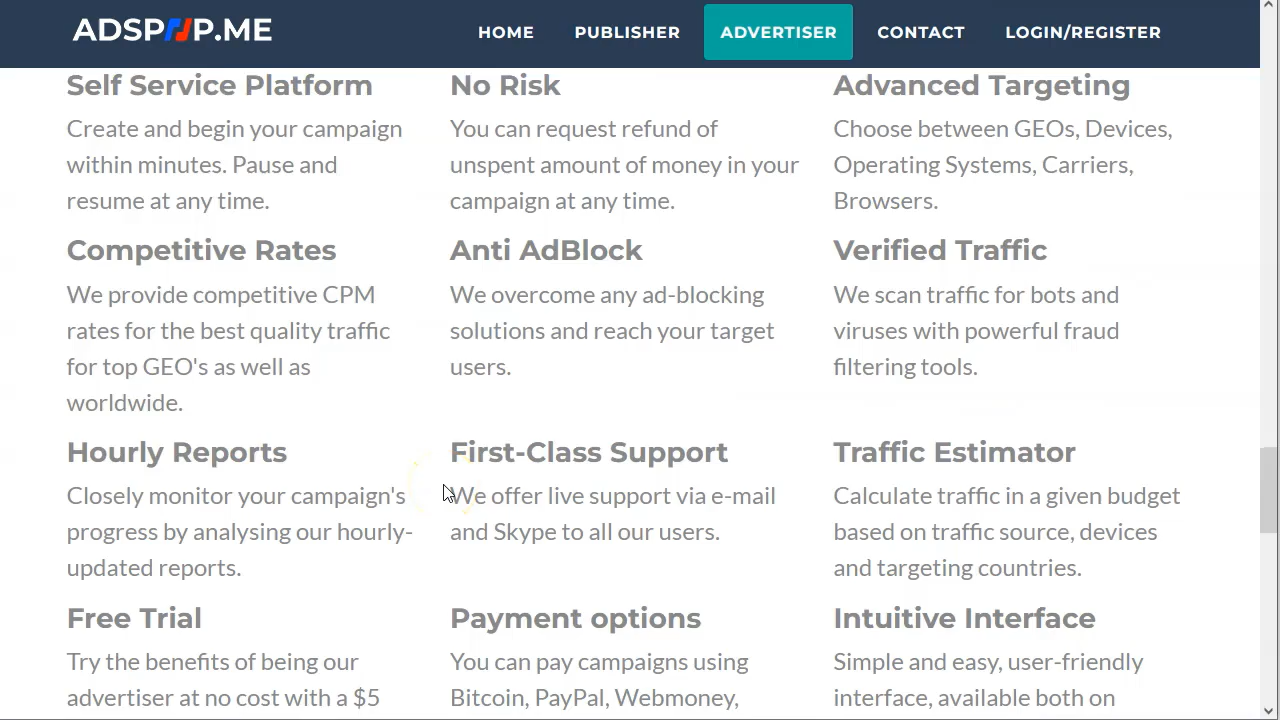 ADSPOP.ME
HOME
PUBLISHER
ADVERTISER
CONTACT
LOGIN/REGISTER
Self Service Platform
Create and begin your campaign
within minutes. Pause and
resume at any time.
No Risk
You can request refund of
unspent amount of money in your
campaign at any time.
Advanced Targeting
Choose between GEOs, Devices,
Operating Systems, Carriers,
Browsers.
Competitive Rates
We provide competitive CPM
rates for the best quality traffic
for top GEO's as well as
worldwide.
Anti AdBlock
We overcome any ad-blocking
solutions and reach your target
users.
Verified Traffic
We scan traffic for bots and
viruses with powerful fraud
filtering tools.
Hourly Reports
Closely monitor your campaign's
progress by analysing our hourly-
updated reports.
First-Class Support
We offer live support via e-mail
and Skype to all our users.
Traffic Estimator
Calculate traffic in a given budget
based on traffic source, devices
and targeting countries.
Free Trial
Try the benefits of being our
advertiser at no cost with a $5
Payment options
You can pay campaigns using
Bitcoin, PayPal, Webmoney,
Intuitive Interface
Simple and easy, user-friendly
interface, available both on